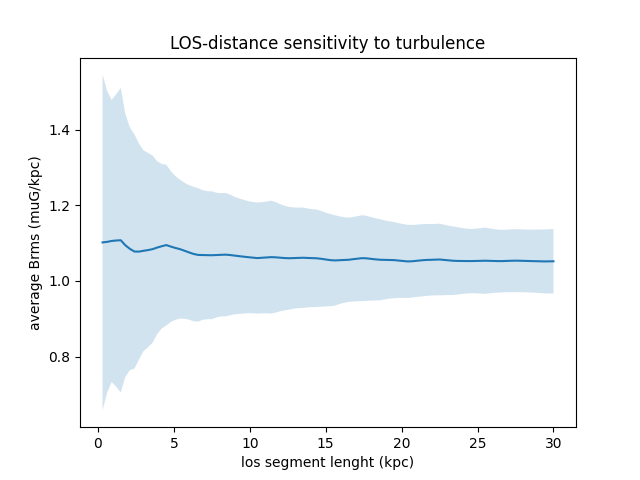 LOS-distance sensitivity to turbulence
average Brms (muG/kpc)
1.4
1.2
1.0
0.8
0 5 10 15 20 25 30
los segment lenght (kpc)